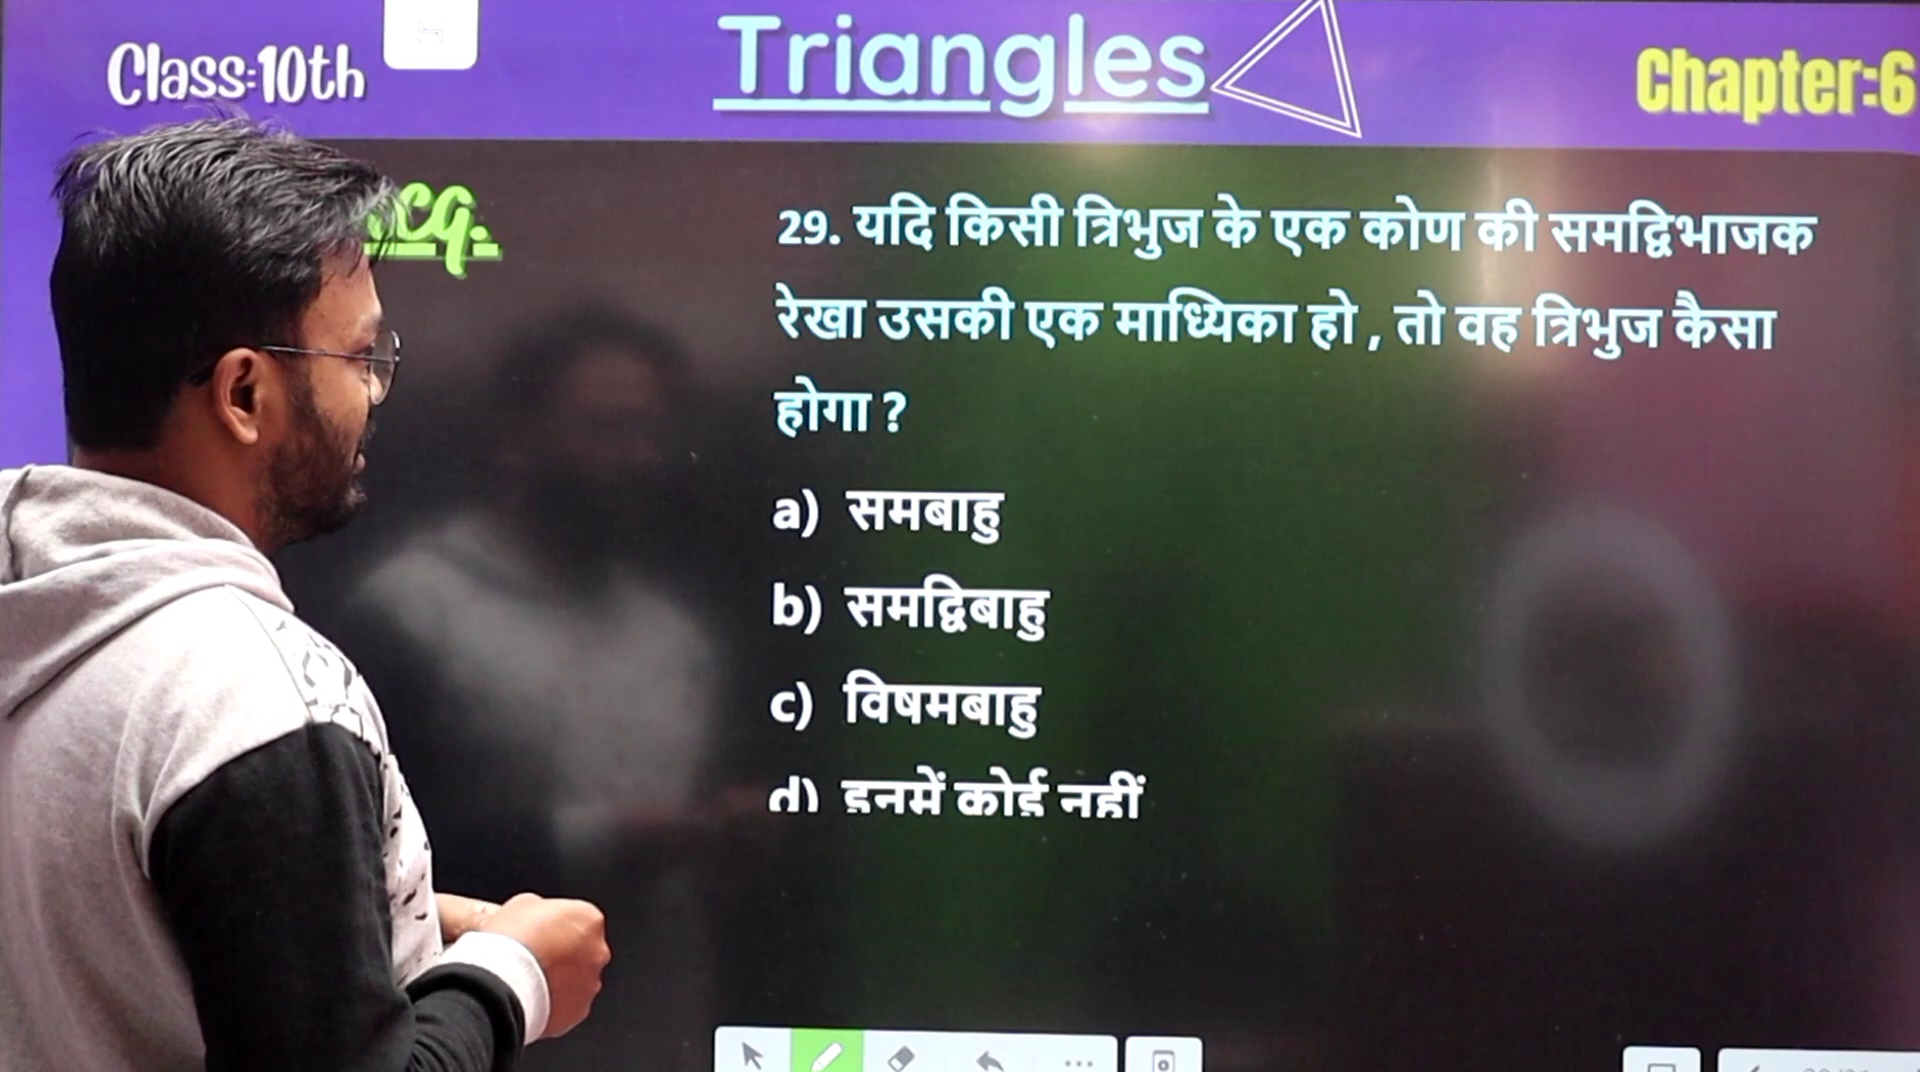 Class:10th
Triangles
Chapter:6
29. यदि किसी त्रिभुज के एक कोण की समद्विभाजक
रेखा उसकी एक माध्यिका हो , तो वह त्रिभुज कैसा
होगा ?
a) समबाहु
b) समद्विबाहु
c) विषमबाहु
d) इनमें कोई नहीं